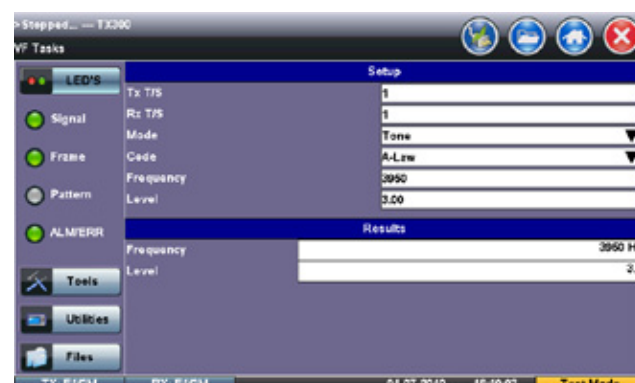 >Stepped... — TX300
VF Tasks
LED'S
Signal
Frame
Pattern
ALM/ERR
Tools
Utilities
Files
Setup
Tx T/S 1
Rx T/S 1
Mode Tone
Code A-Law
Frequency 3950
Level 3.00
Results
Frequency 3950 H
Level 3.
Test Mode